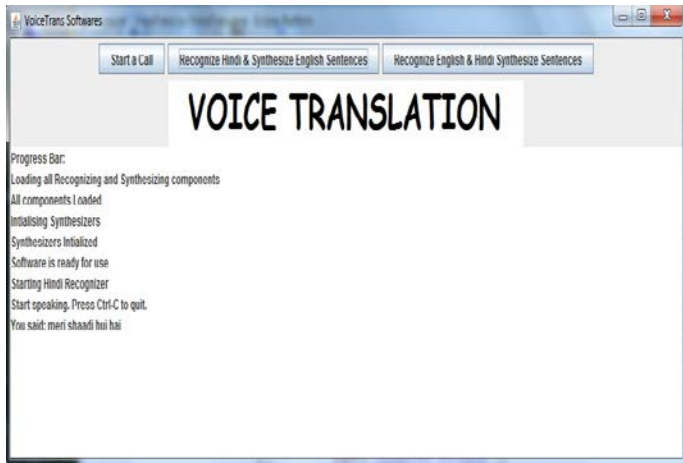 VoiceTrans Softwares
Start a Call Recognize Hindi & Synthesize English Sentences Recognize English & Hindi Synthesize Sentences
VOICE TRANSLATION
Progress Bar:
Loading all Recognizing and Synthesizing components
All components Loaded
Intialising Synthesizers
Synthesizers Intialized
Software is ready for use
Starting Hindi Recognizer
Start speaking. Press Ctrl-C to quit.
You said: meri shaadi hui hai